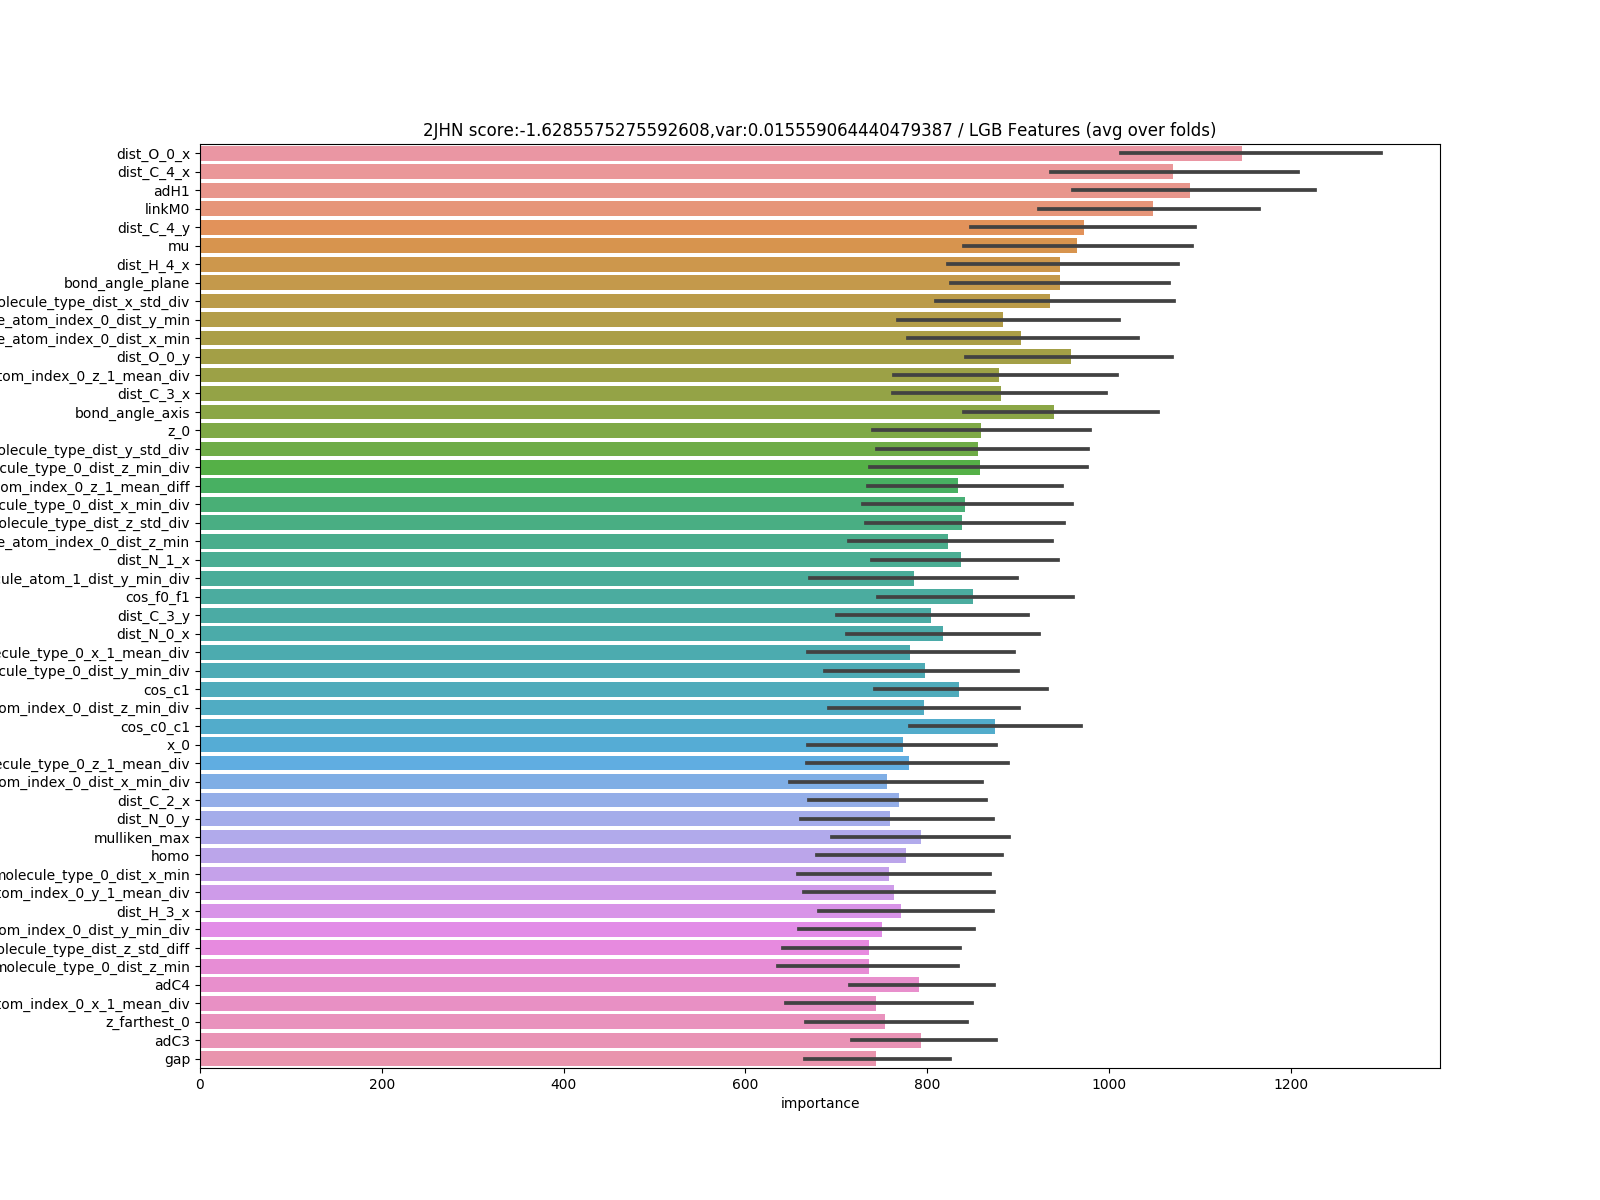 2JHN score:-1.6285575275592608,var:0.015559064440479387 / LGB Features (avg over folds)
dist_O_0_x
dist_C_4_x
adH1
linkM0
dist_C_4_y
mu
dist_H_4_x
bond_angle_plane
olecule_type_dist_x_std_div
e_atom_index_0_dist_y_min
e_atom_index_0_dist_x_min
dist_O_0_y
tom_index_0_z_1_mean_div
dist_C_3_x
bond_angle_axis
z_0
olecule_type_dist_y_std_div
cule_type_0_dist_z_min_div
om_index_0_z_1_mean_diff
cule_type_0_dist_x_min_div
olecule_type_dist_z_std_div
e_atom_index_0_dist_z_min
dist_N_1_x
ule_atom_1_dist_y_min_div
cos_f0_f1
dist_C_3_y
dist_N_0_x
ecule_type_0_x_1_mean_div
cule_type_0_dist_y_min_div
cos_c1
om_index_0_dist_z_min_div
cos_c0_c1
x_0
ecule_type_0_z_1_mean_div
om_index_0_dist_x_min_div
dist_C_2_x
dist_N_0_y
mulliken_max
homo
molecule_type_0_dist_x_min
tom_index_0_y_1_mean_div
dist_H_3_x
om_index_0_dist_y_min_div
olecule_type_dist_z_std_diff
molecule_type_0_dist_z_min
adC4
tom_index_0_x_1_mean_div
z_farthest_0
adC3
gap
0 200 400 600 800 1000 1200
importance